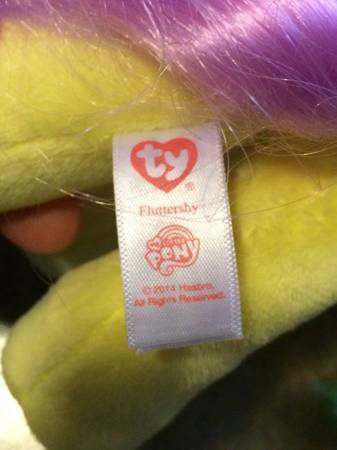 ty®
Fluttershy
MY LITTLE
PONY
© 2014 Hasbro.
All Rights Reserved.